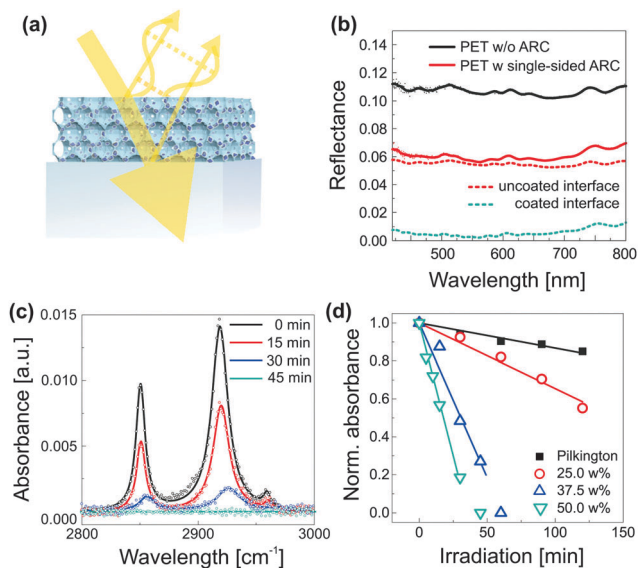 (a)
(b)
0.14
0.12
0.10
0.08
0.06
0.04
0.02
0.00
Reflectance
PET w/o ARC
PET w single-sided ARC
uncoated interface
coated interface
500 600 700 800
Wavelength [nm]
(c)
0.015
0.010
0.005
0.000
Absorbance [a.u.]
0 min
15 min
30 min
45 min
2800 2900 3000
Wavelength [cm⁻¹]
(d)
1.0
0.8
0.6
0.4
0.2
0.0
Norm. absorbance
Pilkington
25.0 w%
37.5 w%
50.0 w%
0 50 100 150
Irradiation [min]